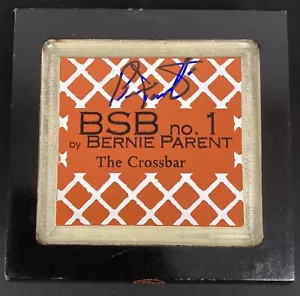 BSB no. 1
by BERNIE PARENT
The Crossbar